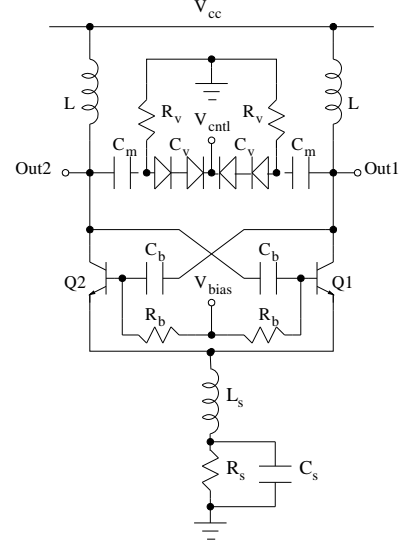 Vcc
L
L
Rv
Rv
Vcntl
Cm
Cv
Cv
Cm
Out2
Out1
Cb
Cb
Q2
Vbias
Q1
Rb
Rb
Ls
Rs
Cs